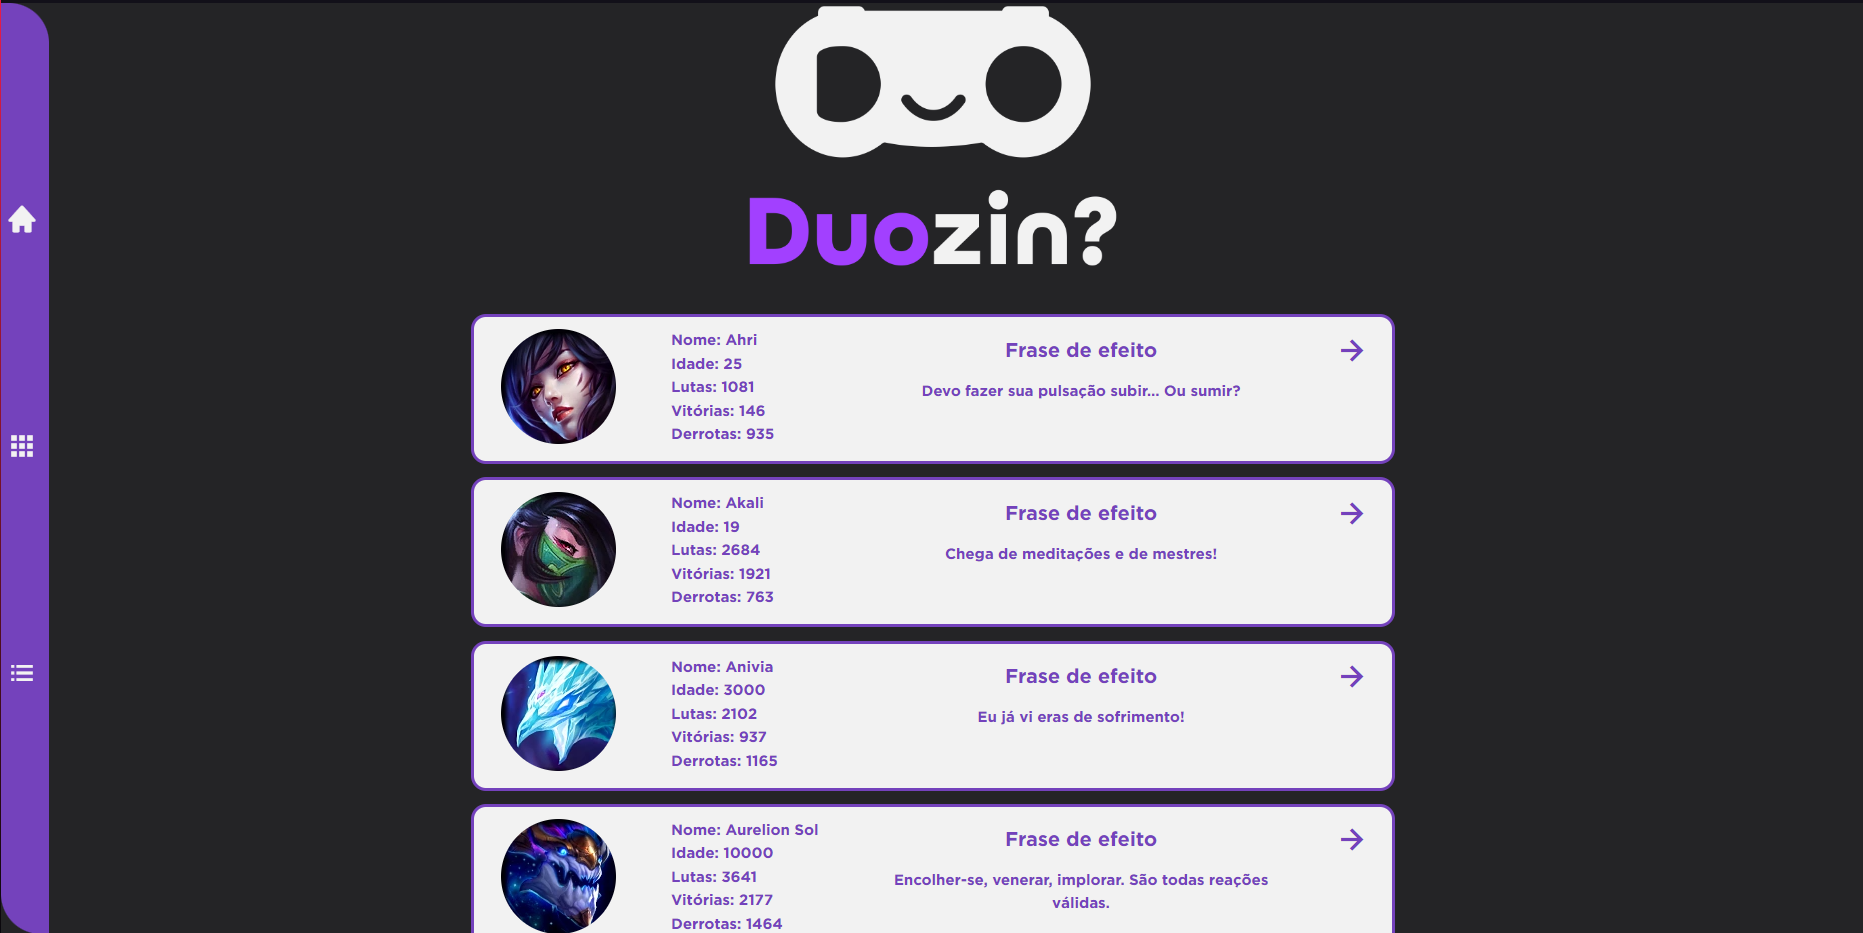 DUO
Duozin?
Nome: Ahri
Idade: 25
Lutas: 1081
Vitórias: 146
Derrotas: 935
Frase de efeito
Devo fazer sua pulsação subir... Ou sumir?
Nome: Akali
Idade: 19
Lutas: 2684
Vitórias: 1921
Derrotas: 763
Frase de efeito
Chega de meditações e de mestres!
Nome: Anivia
Idade: 3000
Lutas: 2102
Vitórias: 937
Derrotas: 1165
Frase de efeito
Eu já vi eras de sofrimento!
Nome: Aurelion Sol
Idade: 10000
Lutas: 3641
Vitórias: 2177
Derrotas: 1464
Frase de efeito
Encolher-se, venerar, implorar. São todas reações
válidas.